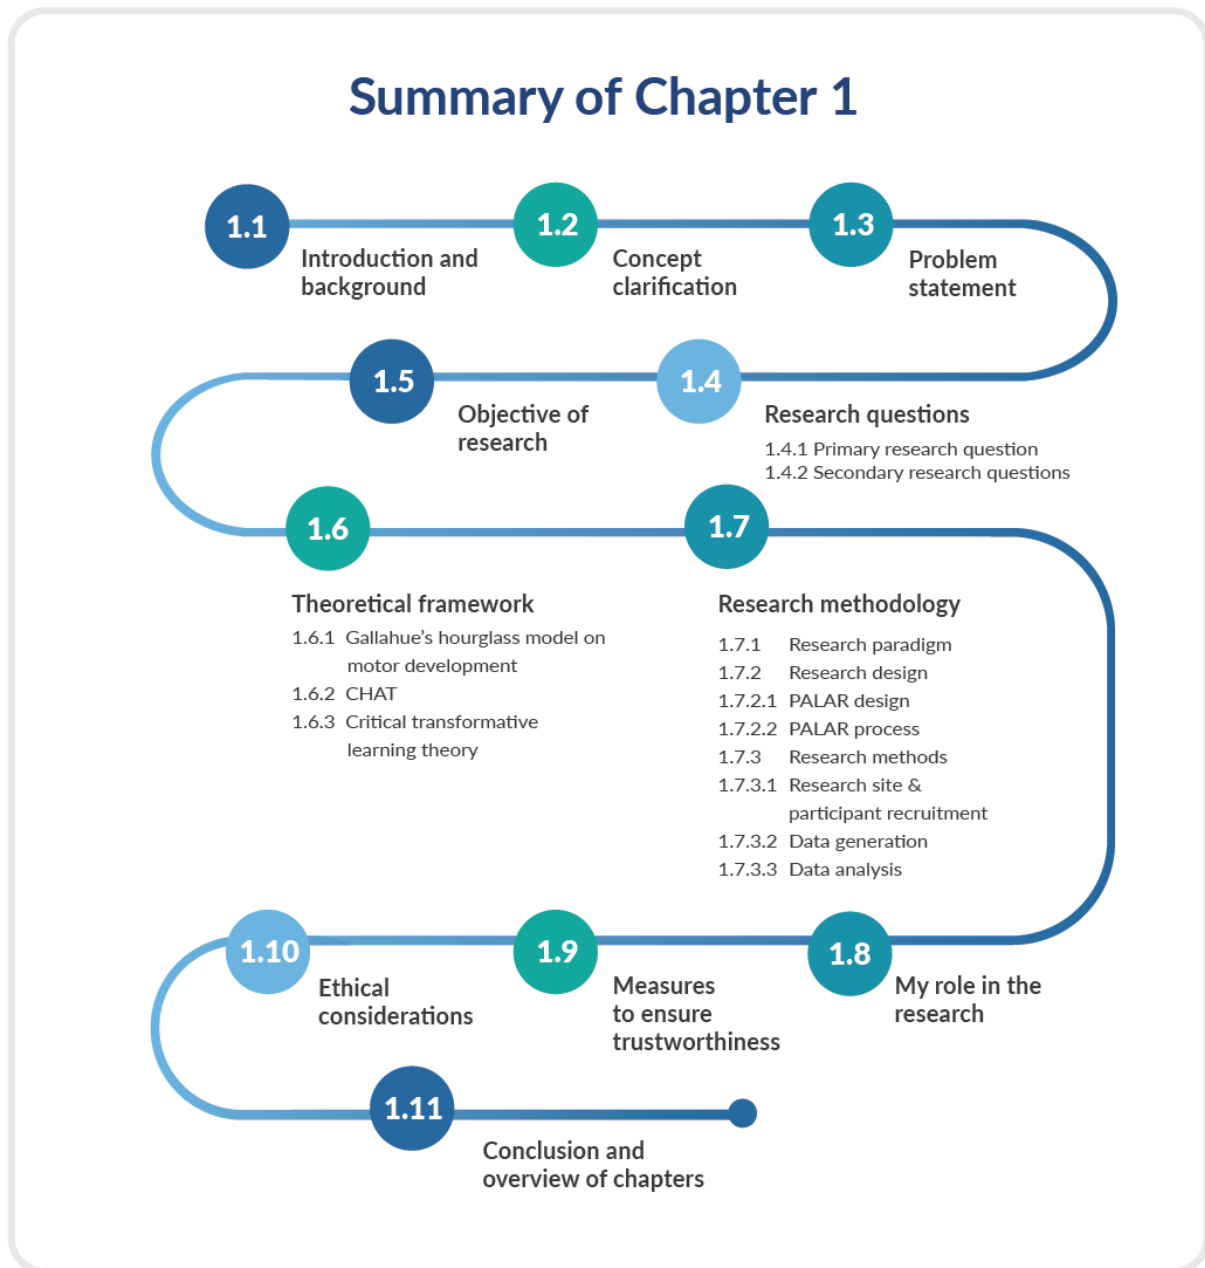 Summary of Chapter 1
1.1
Introduction and
background
1.2
Concept
clarification
1.3
Problem
statement
1.4
Research questions
1.4.1 Primary research question
1.4.2 Secondary research questions
1.5
Objective of
research
1.6
Theoretical framework
1.6.1 Gallahue’s hourglass model on
motor development
1.6.2 CHAT
1.6.3 Critical transformative
learning theory
1.7
Research methodology
1.7.1 Research paradigm
1.7.2 Research design
1.7.2.1 PALAR design
1.7.2.2 PALAR process
1.7.3 Research methods
1.7.3.1 Research site &
participant recruitment
1.7.3.2 Data generation
1.7.3.3 Data analysis
1.8
My role in the
research
1.9
Measures
to ensure
trustworthiness
1.10
Ethical
considerations
1.11
Conclusion and
overview of chapters